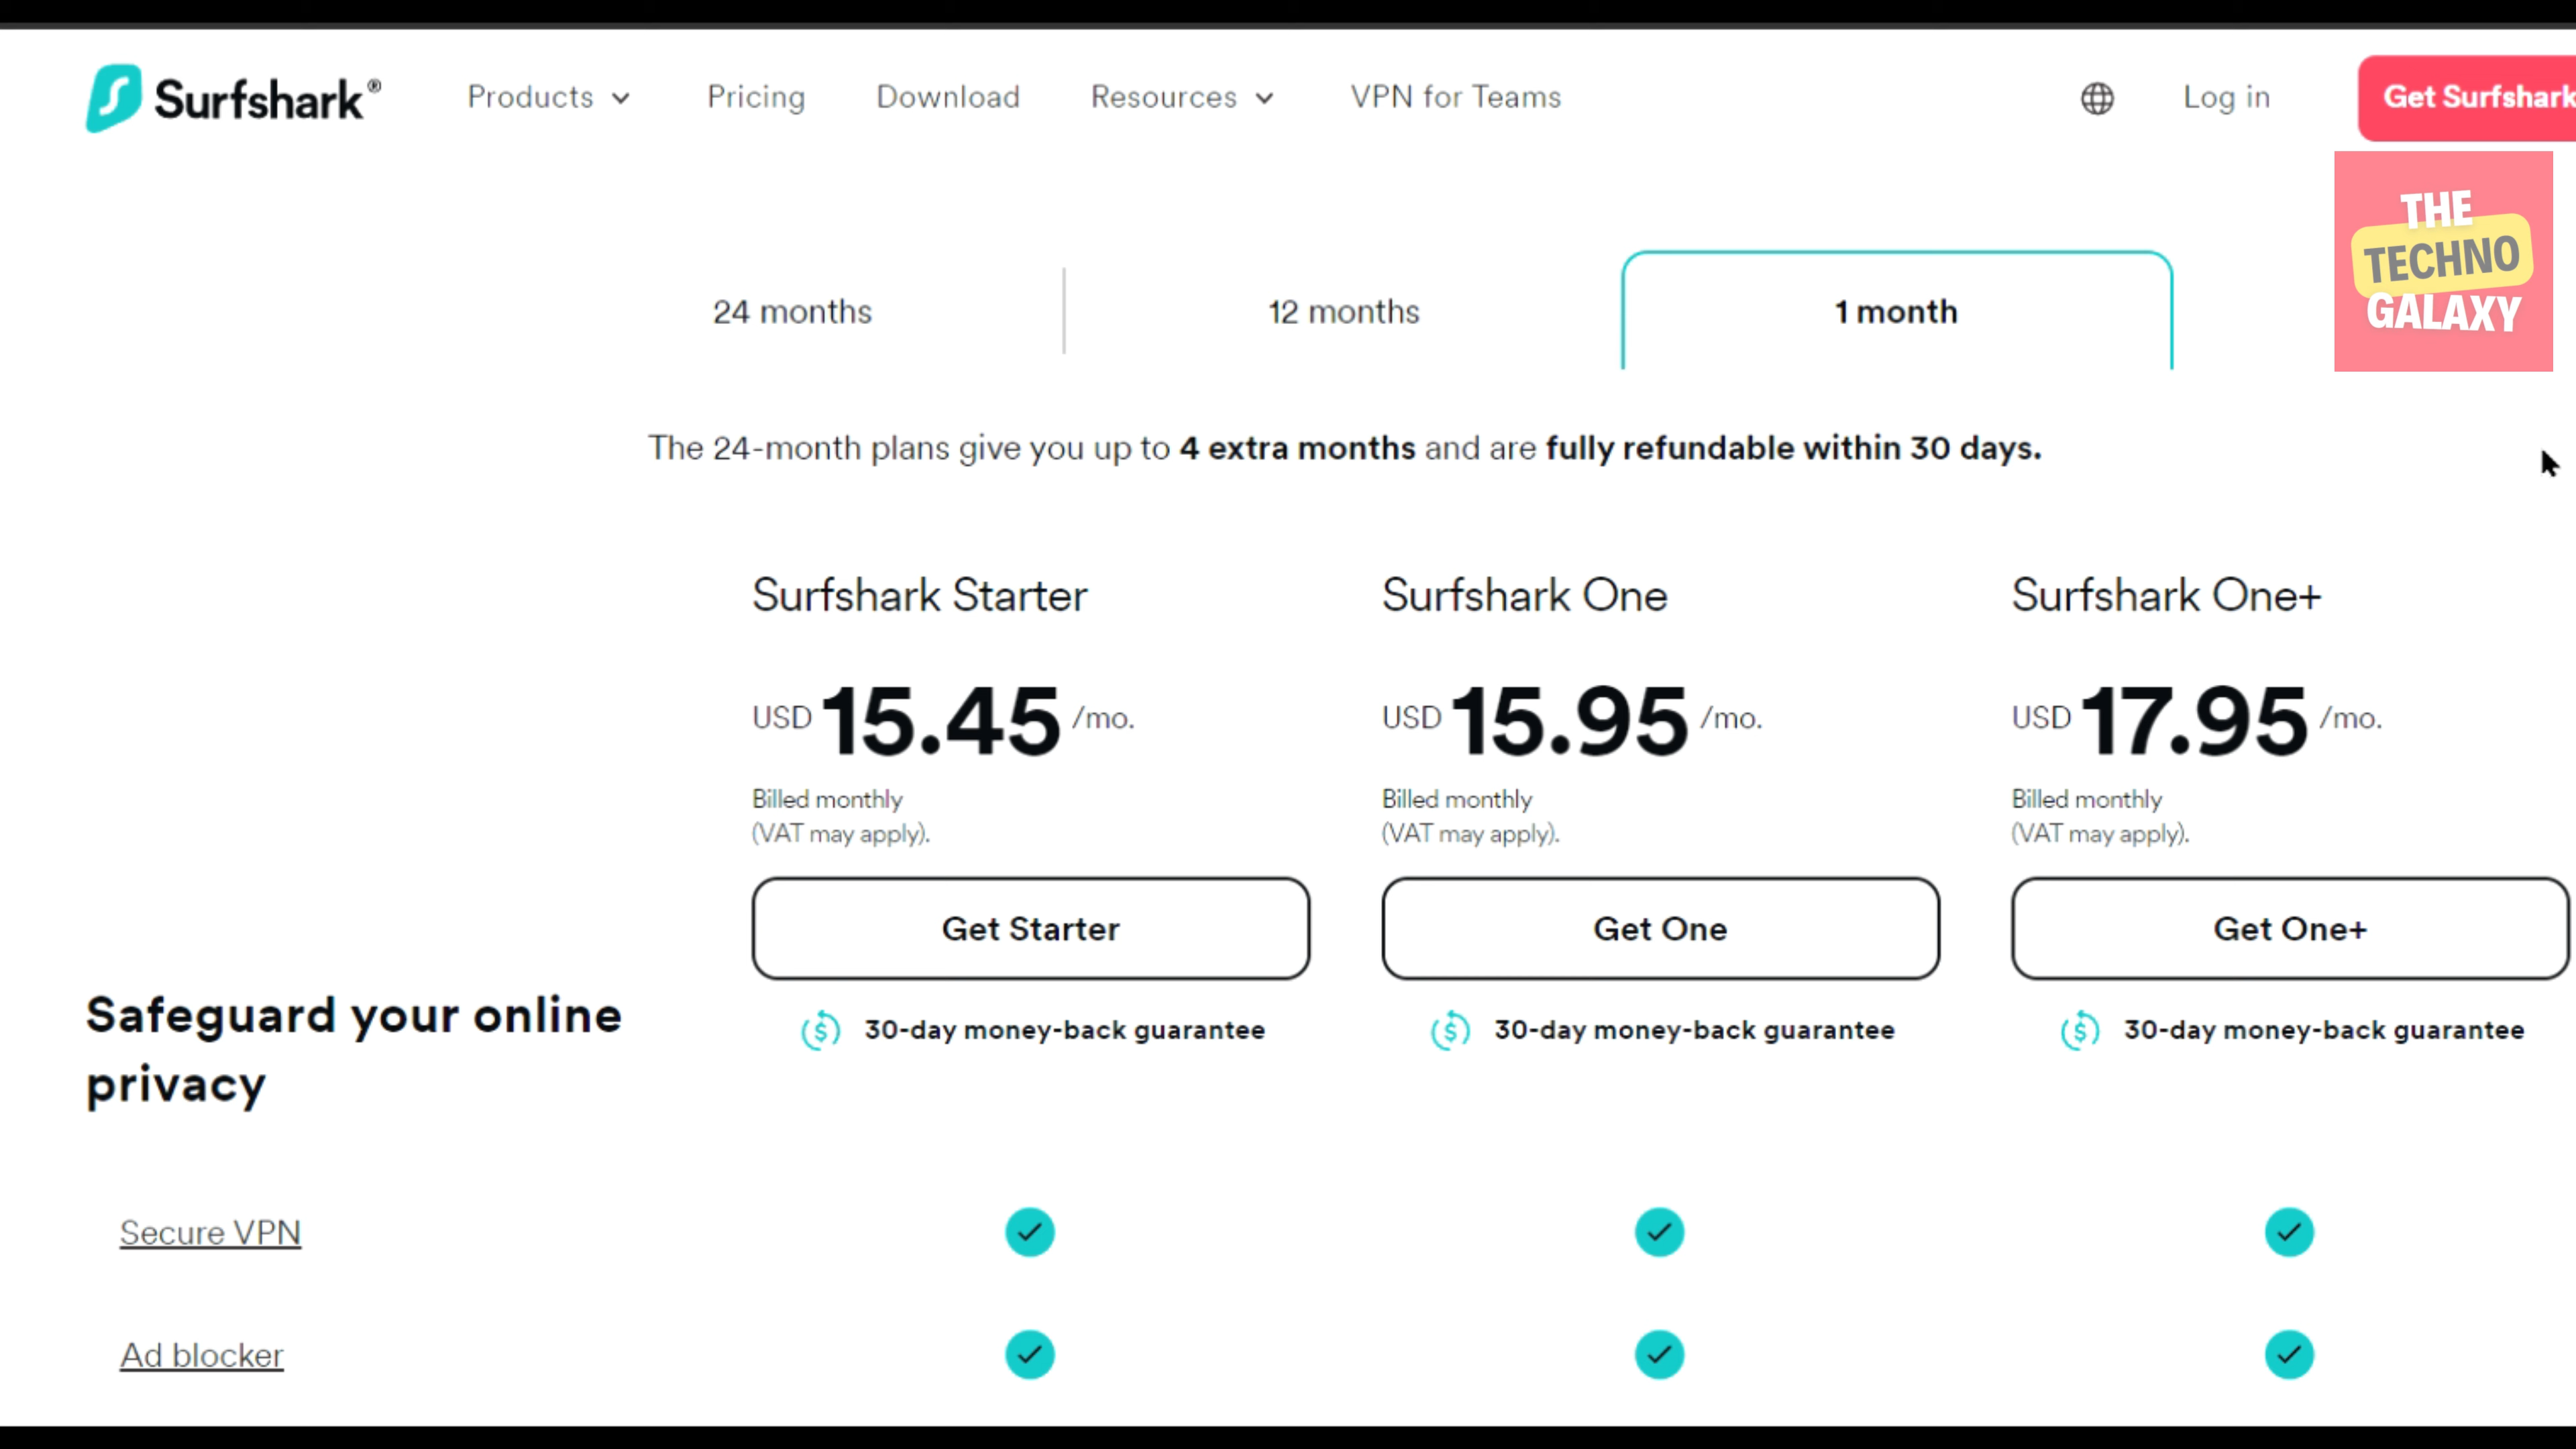 Surfshark®
Products
Pricing
Download
Resources
VPN for Teams
Log in
Get Surfshark
THE
TECHNO
GALAXY
24 months
12 months
1 month
The 24-month plans give you up to 4 extra months and are fully refundable within 30 days.
Surfshark Starter
USD 15.45 /mo.
Billed monthly
(VAT may apply).
Get Starter
30-day money-back guarantee
Surfshark One
USD 15.95 /mo.
Billed monthly
(VAT may apply).
Get One
30-day money-back guarantee
Surfshark One+
USD 17.95 /mo.
Billed monthly
(VAT may apply).
Get One+
30-day money-back guarantee
Safeguard your online
privacy
Secure VPN
Ad blocker